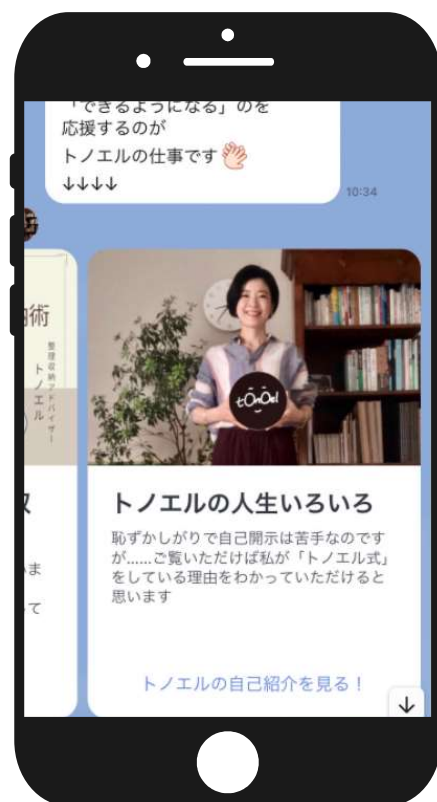 「できるようになる」のを
応援するのが
トノエルの仕事です👏🏻
↓↓↓↓
10:34
術
整理収納アドバイザー
トノエル
ま
て
tOnOel
トノエルの人生いろいろ
恥ずかしがりで自己開示は苦手なのです
が......ご覧いただけば私が「トノエル式」
をしている理由をわかっていただけると
思います
トノエルの自己紹介を見る！
↓